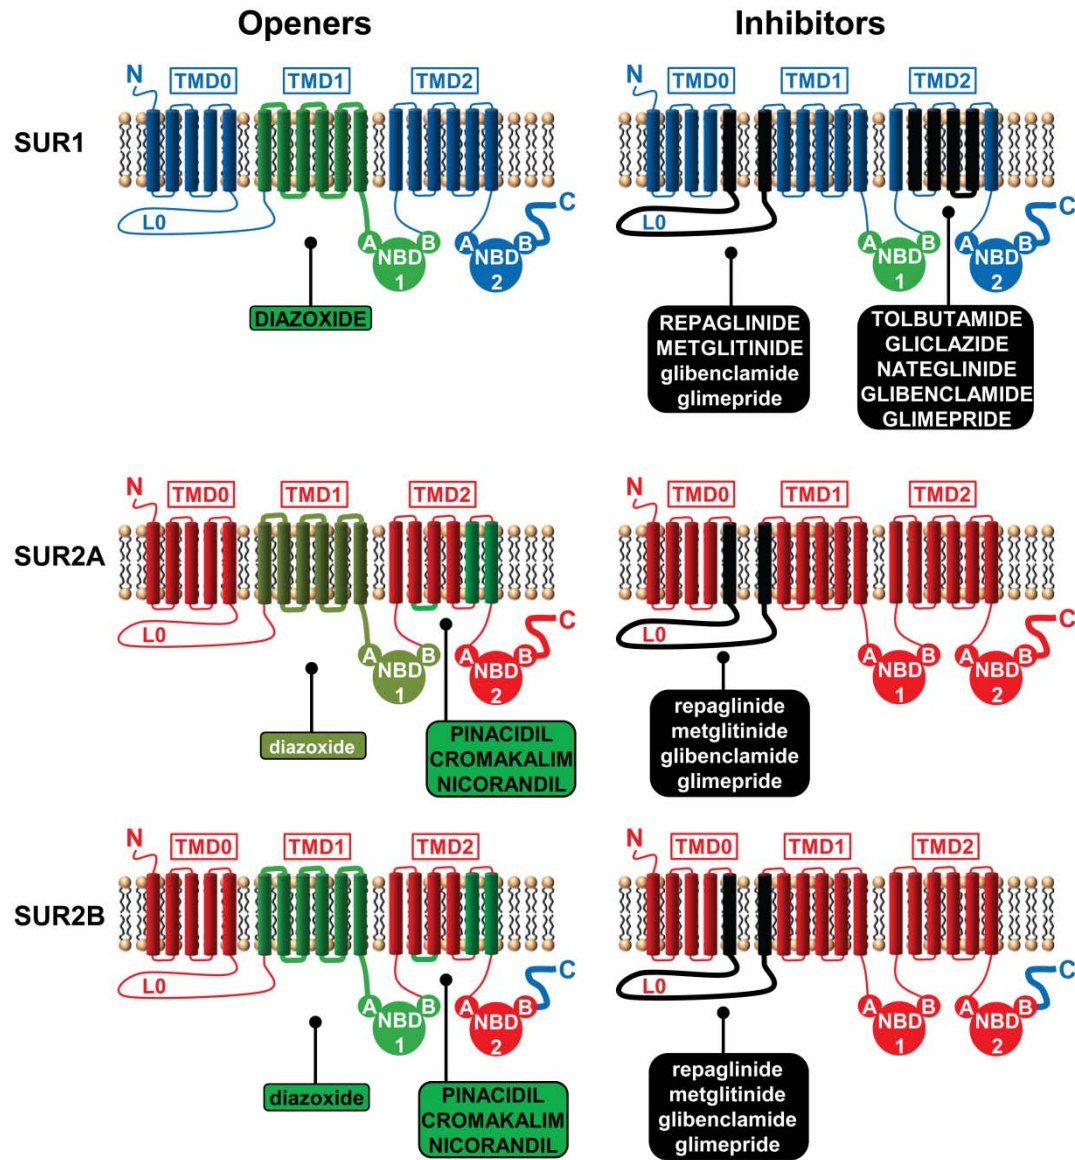 Openers
Inhibitors
SUR1
N
TMD0
TMD1
TMD2
L0
A
NBD
1
B
A
NBD
2
B
C
DIAZOXIDE
N
TMD0
TMD1
TMD2
L0
A
NBD
1
B
A
NBD
2
B
C
REPAGLINIDE
METGLITINIDE
glibenclamide
glimepride
TOLBUTAMIDE
GLICLAZIDE
NATEGLINIDE
GLIBENCLAMIDE
GLIMEPRIDE
SUR2A
N
TMD0
TMD1
TMD2
L0
A
NBD
1
B
A
NBD
2
B
C
diazoxide
PINACIDIL
CROMAKALIM
NICORANDIL
N
TMD0
TMD1
TMD2
L0
A
NBD
1
B
A
NBD
2
B
C
repaglinide
metglitinide
glibenclamide
glimepride
SUR2B
N
TMD0
TMD1
TMD2
L0
A
NBD
1
B
A
NBD
2
B
C
diazoxide
PINACIDIL
CROMAKALIM
NICORANDIL
N
TMD0
TMD1
TMD2
L0
A
NBD
1
B
A
NBD
2
B
C
repaglinide
metglitinide
glibenclamide
glimepride